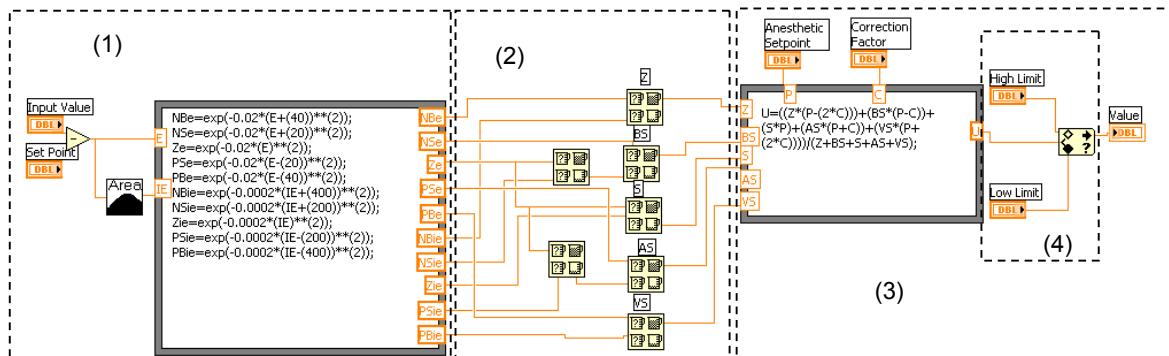 (1)
Input Value
DBL
Set Point
DBL
Area
E
IE
NBe=exp(-0.02*(E+(40))**(2));
NSe=exp(-0.02*(E+(20))**(2));
Ze=exp(-0.02*(E)**(2));
PSe=exp(-0.02*(E-(20))**(2));
PBe=exp(-0.02*(E-(40))**(2));
NBie=exp(-0.0002*(IE+(400))**(2));
NSie=exp(-0.0002*(IE+(200))**(2));
Zie=exp(-0.0002*(IE)**(2));
PSie=exp(-0.0002*(IE-(200))**(2));
PBie=exp(-0.0002*(IE-(400))**(2));
NBe
NSe
Ze
PSe
PBe
NBie
NSie
Zie
PSie
PBie
(2)
Z
BS
S
AS
VS
Anesthetic
Setpoint
DBL
Correction
Factor
DBL
P
C
Z
BS
S
AS
VS
U=((Z*(P-(2*C)))+(BS*(P-C))+
(S*P)+(AS*(P+C))+(VS*(P+
(2*C))))/(Z+BS+S+AS+VS);
U
(3)
High Limit
DBL
Low Limit
DBL
?
Value
DBL
(4)